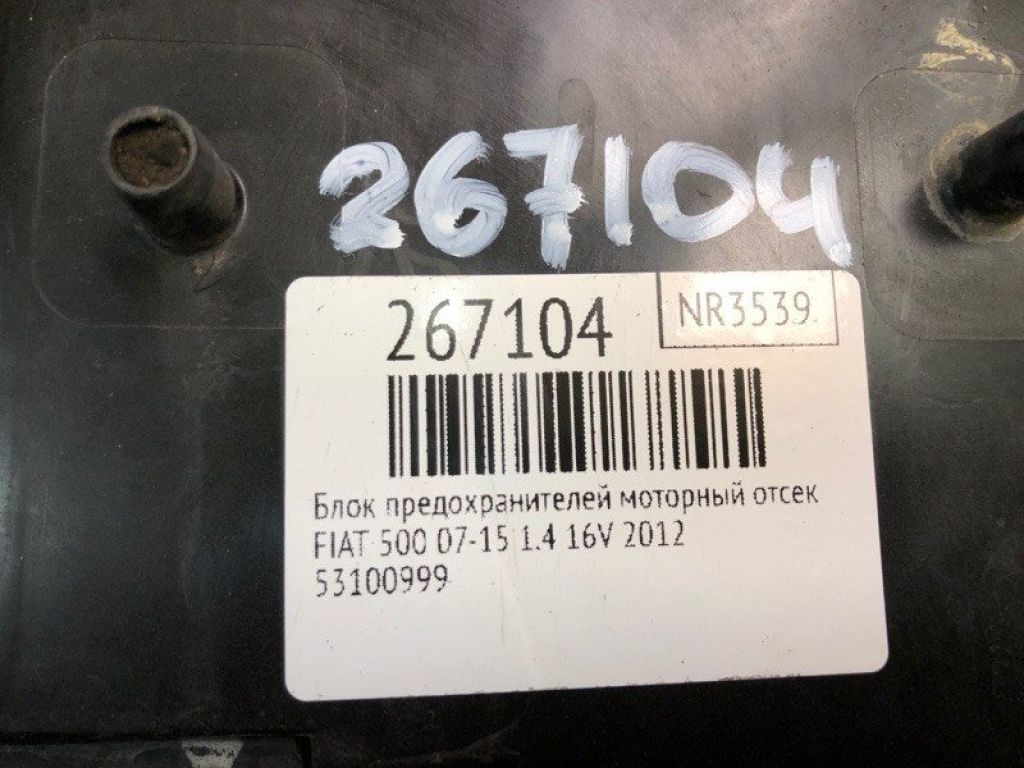 267104
267104
NR3539
Блок предохранителей моторный отсек
FIAT 500 07-15 1.4 16V 2012
53100999